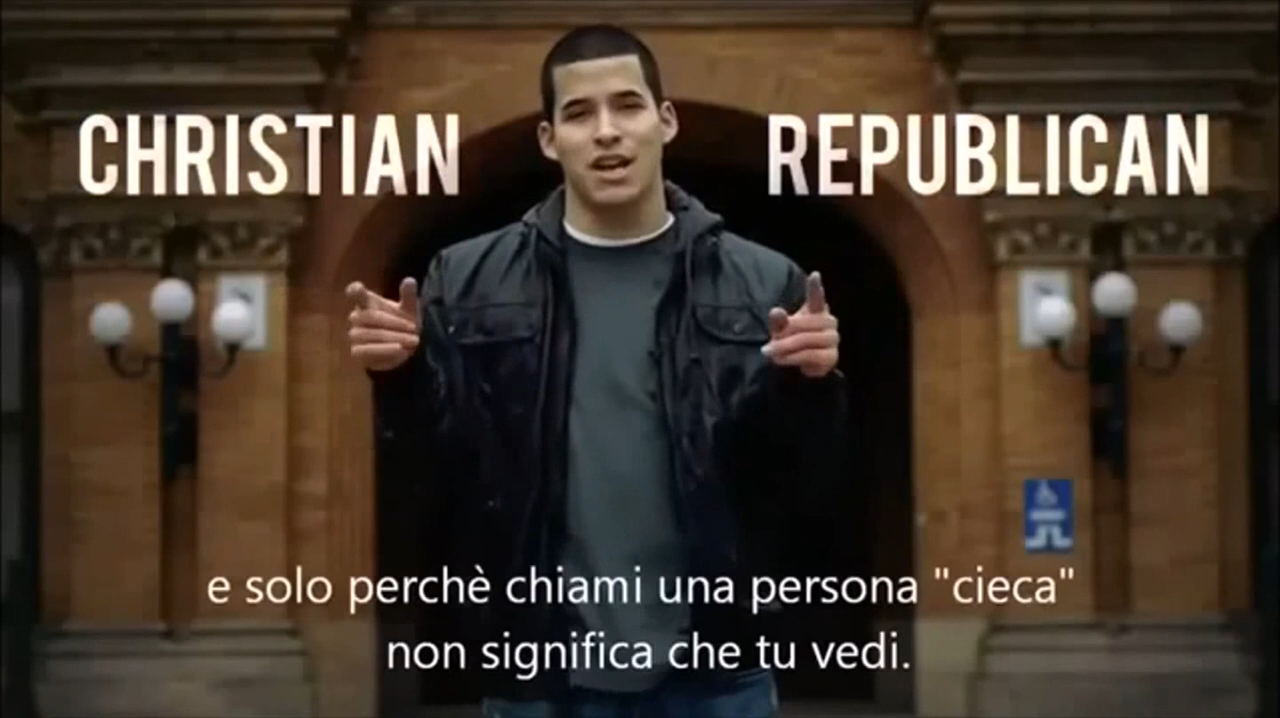 CHRISTIAN REPUBLICAN
e solo perchè chiami una persona "cieca"
non significa che tu vedi.